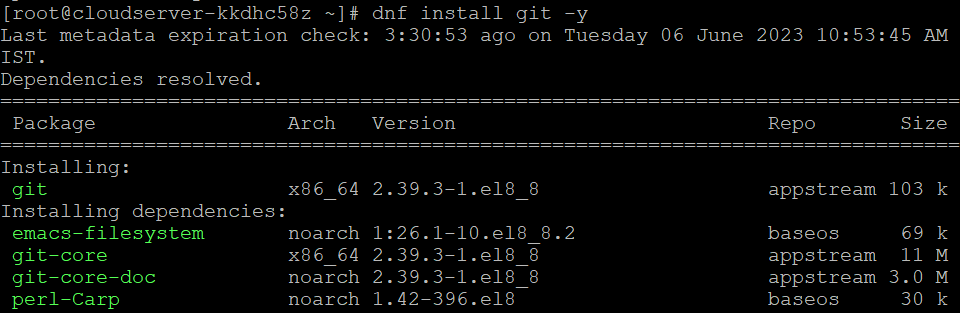 [root@cloudserver-kkdhc58z ~]# dnf install git -y
Last metadata expiration check: 3:30:53 ago on Tuesday 06 June 2023 10:53:45 AM
IST.
Dependencies resolved.
================================================================================
 Package                Arch   Version                          Repo       Size
================================================================================
Installing:
 git                    x86_64 2.39.3-1.el8_8                   appstream 103 k
Installing dependencies:
 emacs-filesystem       noarch 1:26.1-10.el8_8.2                baseos     69 k
 git-core               x86_64 2.39.3-1.el8_8                   appstream  11 M
 git-core-doc           noarch 2.39.3-1.el8_8                   appstream 3.0 M
 perl-Carp              noarch 1.42-396.el8                     baseos     30 k